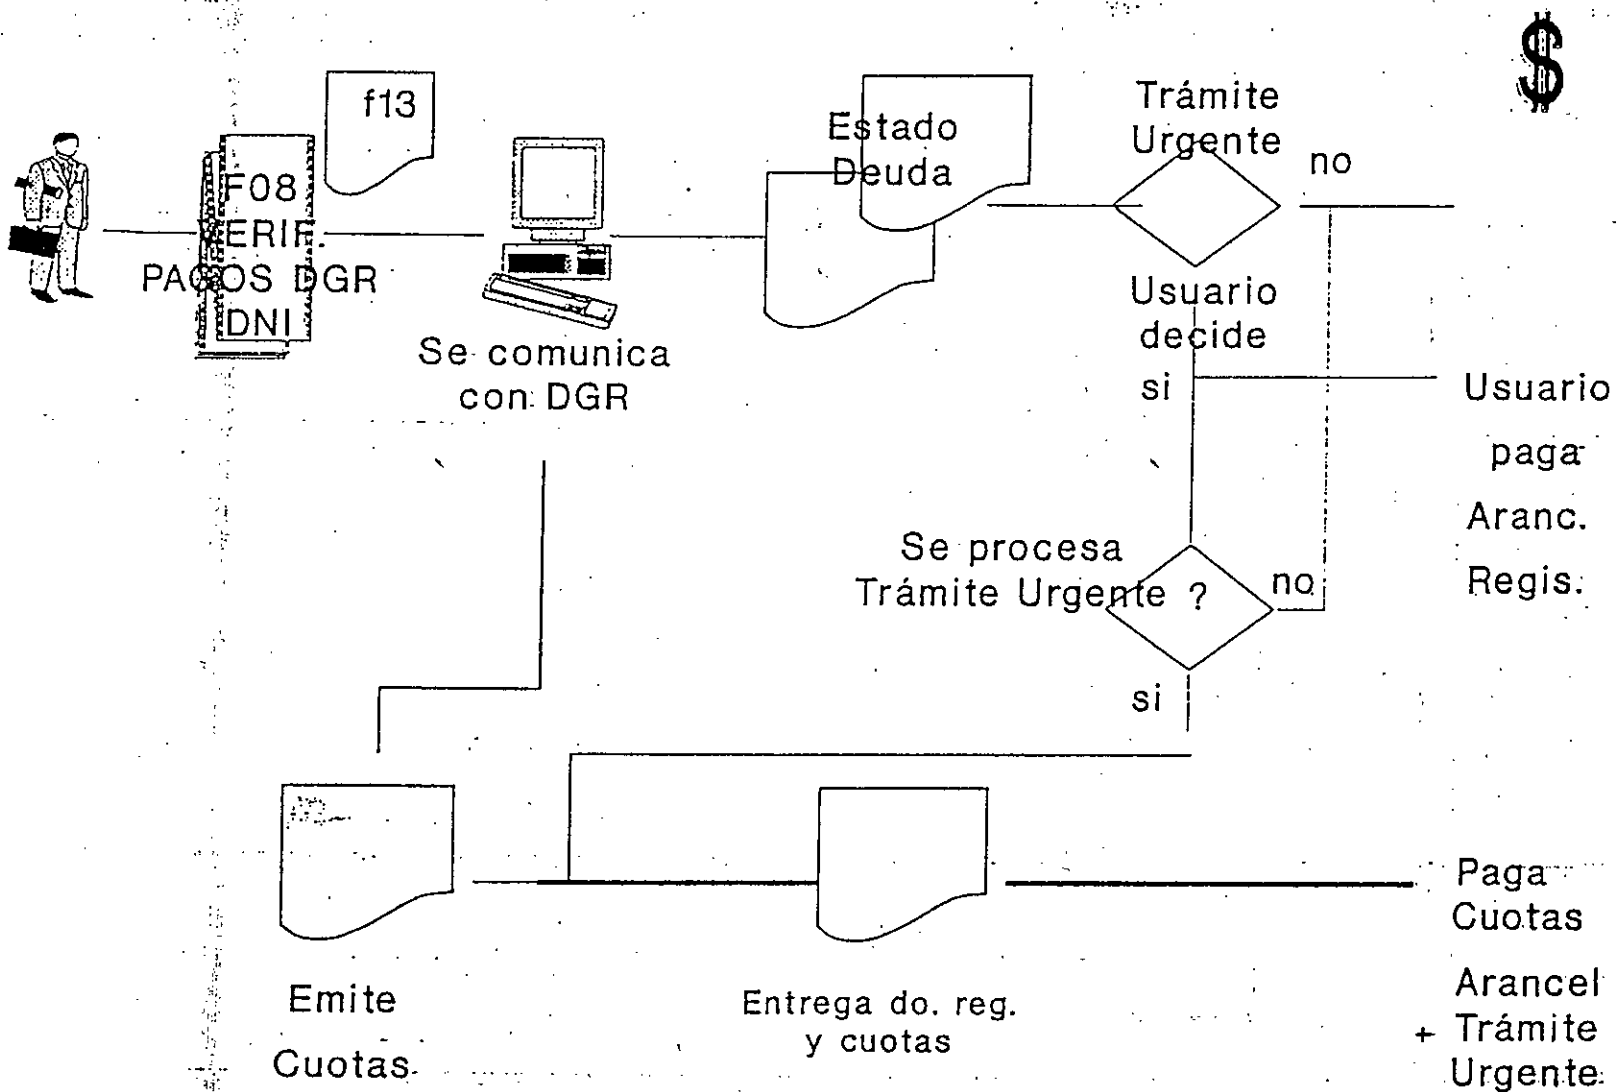 $
f13
F08
VERIF.
PAGOS DGR
DNI
Se comunica
con DGR
Estado
Deuda
Trámite
Urgente
no
Usuario
decide
si
Usuario
paga
Aranc.
Regis.
Se procesa
Trámite Urgente ?
no
si
Emite
Cuotas
Entrega do. reg.
y cuotas
Paga
Cuotas
Arancel
+ Trámite
Urgente